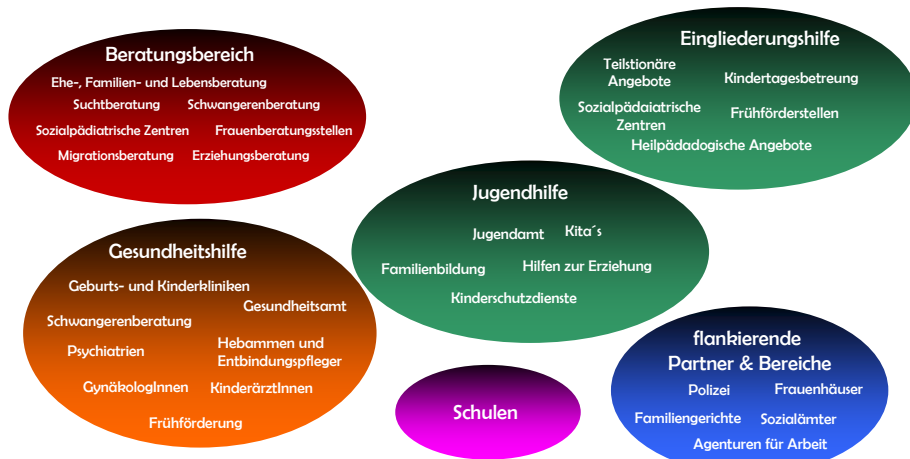 Beratungsbereich
Ehe-, Familien- und Lebensberatung
Suchtberatung
Schwangerenberatung
Sozialpädiatrische Zentren
Frauenberatungsstellen
Migrationsberatung
Erziehungsberatung
Eingliederungshilfe
Teilstionäre
Angebote
Kindertagesbetreung
Sozialpädaiatrische
Zentren
Frühförderstellen
Heilpädadogische Angebote
Jugendhilfe
Jugendamt
Kita´s
Familienbildung
Hilfen zur Erziehung
Kinderschutzdienste
Gesundheitshilfe
Geburts- und Kinderkliniken
Gesundheitsamt
Schwangerenberatung
Psychiatrien
Hebammen und
Entbindungspfleger
GynäkologInnen
KinderärztInnen
Frühförderung
Schulen
flankierende
Partner & Bereiche
Polizei
Frauenhäuser
Familiengerichte
Sozialämter
Agenturen für Arbeit